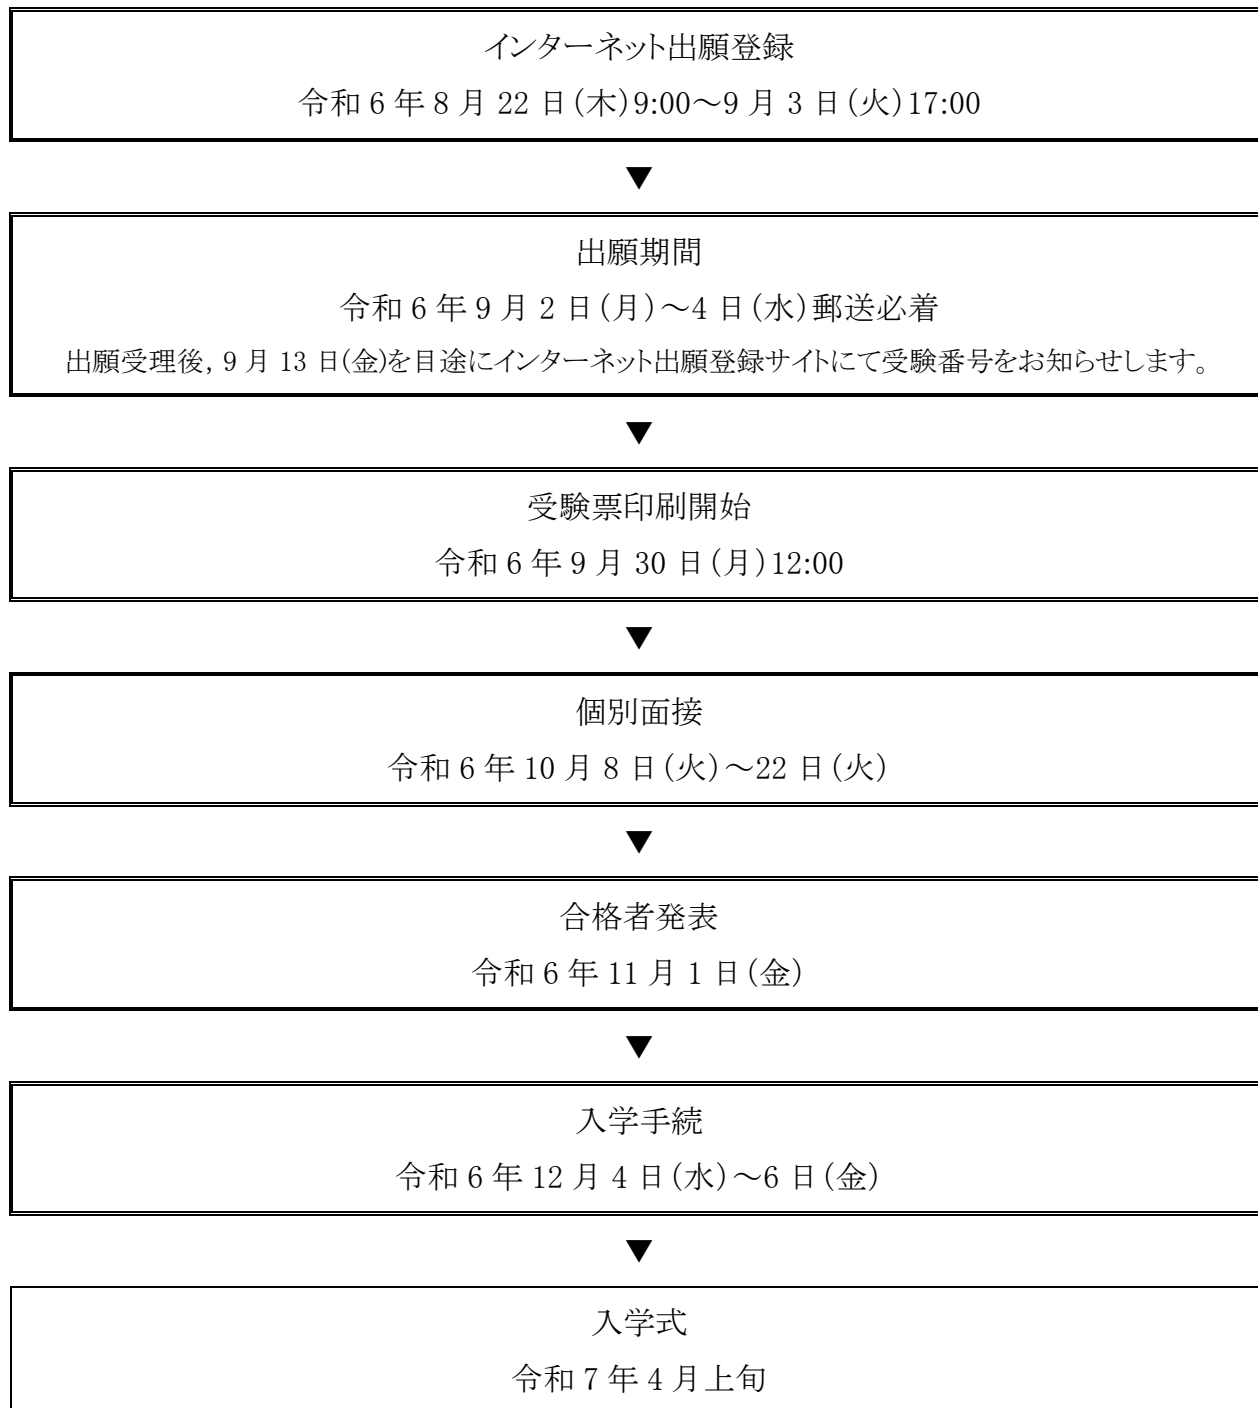 インターネット出願登録
令和 6 年 8 月 22 日(木)9:00～9 月 3 日(火)17:00
▼
出願期間
令和 6 年 9 月 2 日(月)～4 日(水)郵送必着
出願受理後, 9 月 13 日(金)を目途にインターネット出願登録サイトにて受験番号をお知らせします。
▼
受験票印刷開始
令和 6 年 9 月 30 日(月)12:00
▼
個別面接
令和 6 年 10 月 8 日(火)～22 日(火)
▼
合格者発表
令和 6 年 11 月 1 日(金)
▼
入学手続
令和 6 年 12 月 4 日(水)～6 日(金)
▼
入学式
令和 7 年 4 月上旬